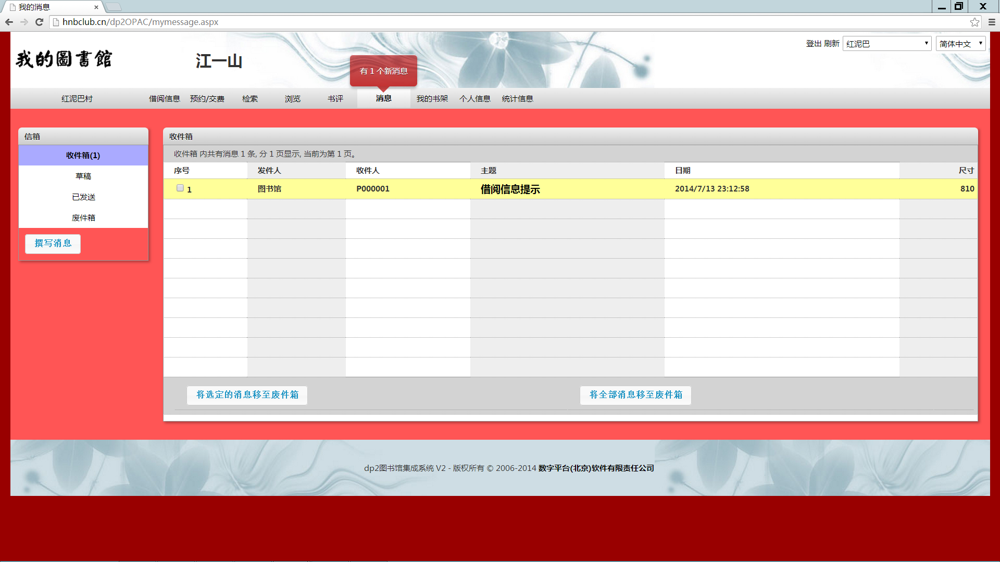 我的消息
hnbclub.cn/dp2OPAC/mymessage.aspx
登出 刷新 红泥巴 简体中文
我的圖書館
江一山
有 1 个新消息
红泥巴村 借阅信息 预约/交费 检索 浏览 书评 消息 我的书架 个人信息 统计信息
信箱
收件箱(1)
草稿
已发送
废件箱
撰写消息
收件箱
收件箱 内共有消息 1 条, 分 1 页显示, 当前为第 1 页。
序号 发件人 收件人 主题 日期 尺寸
1 图书馆 P000001 借阅信息提示 2014/7/13 23:12:58 810
将选定的消息移至废件箱 将全部消息移至废件箱
dp2图书馆集成系统 V2 - 版权所有 © 2006-2014 数字平台(北京)软件有限责任公司